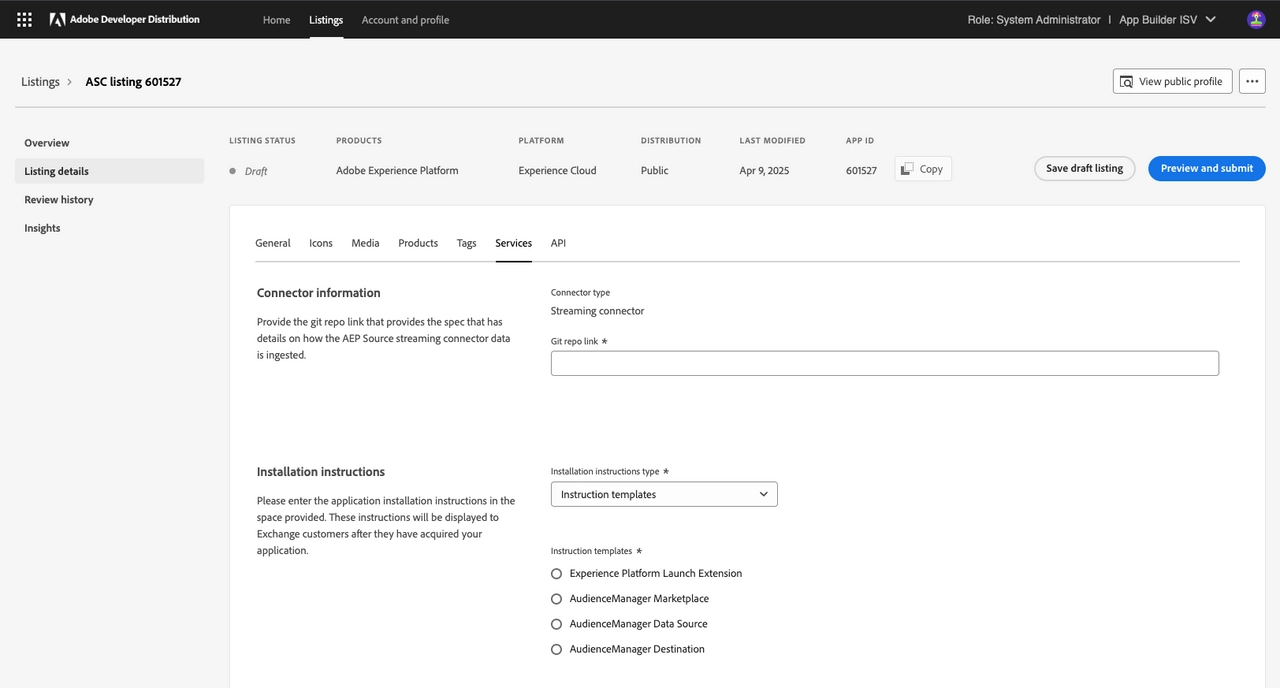 Adobe Developer Distribution
Home Listings Account and profile
Role: System Administrator | App Builder ISV
Listings > ASC listing 601527
View public profile
Overview
Listing details
Review history
Insights
LISTING STATUS PRODUCTS PLATFORM DISTRIBUTION LAST MODIFIED APP ID
Draft Adobe Experience Platform Experience Cloud Public Apr 9, 2025 601527 Copy
Save draft listing Preview and submit
General Icons Media Products Tags Services API
Connector information
Provide the git repo link that provides the spec that has
details on how the AEP Source streaming connector data
is ingested.
Connector type
Streaming connector
Git repo link *
Installation instructions
Please enter the application installation instructions in the
space provided. These instructions will be displayed to
Exchange customers after they have acquired your
application.
Installation instructions type *
Instruction templates
Instruction templates *
Experience Platform Launch Extension
AudienceManager Marketplace
AudienceManager Data Source
AudienceManager Destination